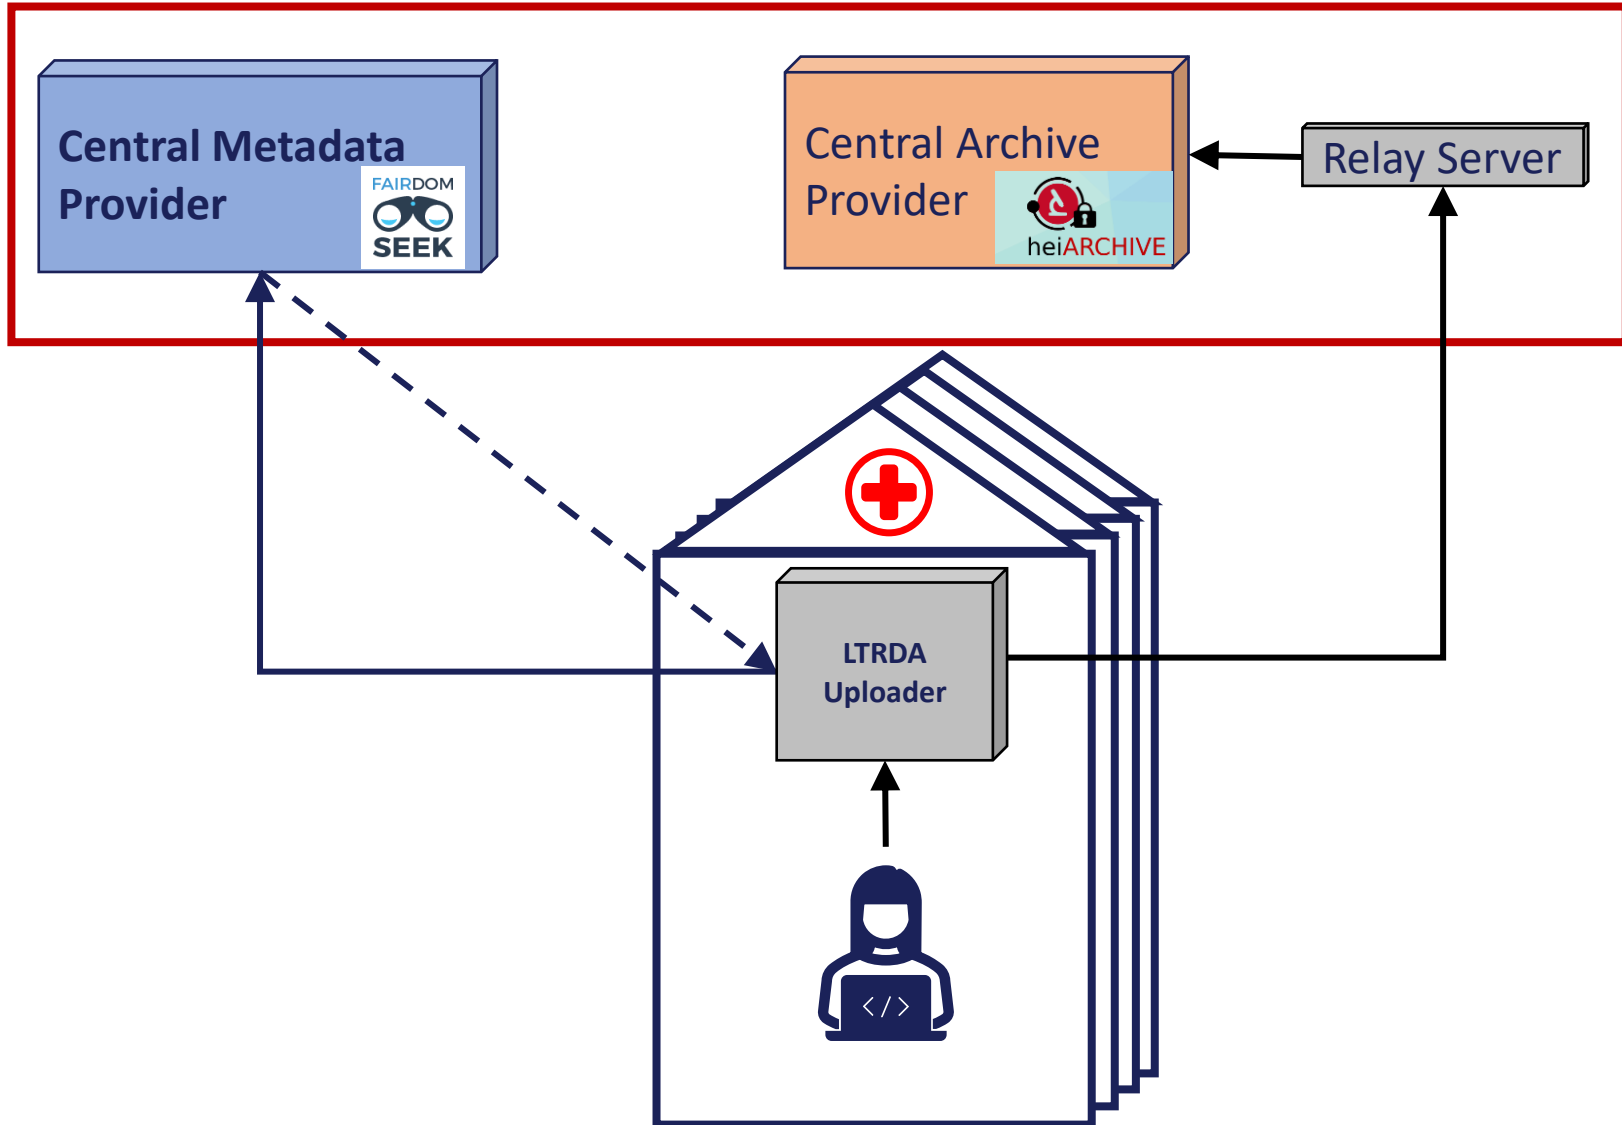 Central Metadata
Provider
FAIRDOM
SEEK
Central Archive
Provider
heiARCHIVE
Relay Server
LTRDA
Uploader
</>